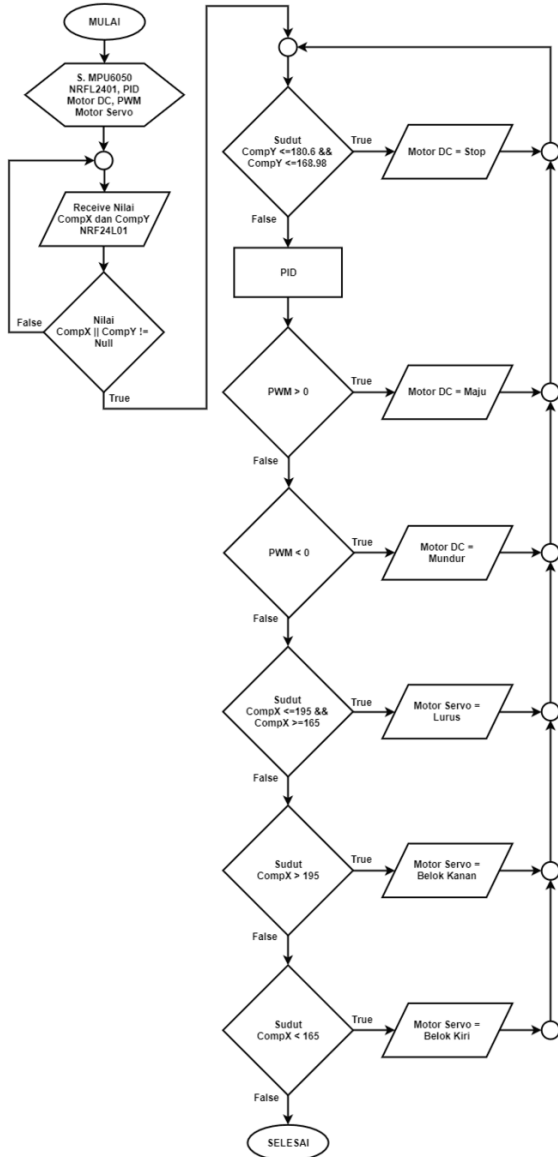 MULAI
S. MPU6050
NRFL2401, PID
Motor DC, PWM
Motor Servo
Receive Nilai
CompX dan CompY
NRF24L01
Nilai
CompX || CompY !=
Null
False
True
Sudut
CompY <=180.6 &&
CompY <=168.98
True
Motor DC = Stop
False
PID
PWM > 0
True
Motor DC = Maju
False
PWM < 0
True
Motor DC =
Mundur
False
Sudut
CompX <=195 &&
CompX >=165
True
Motor Servo =
Lurus
False
Sudut
CompX > 195
True
Motor Servo =
Belok Kanan
False
Sudut
CompX < 165
True
Motor Servo =
Belok Kiri
False
SELESAI